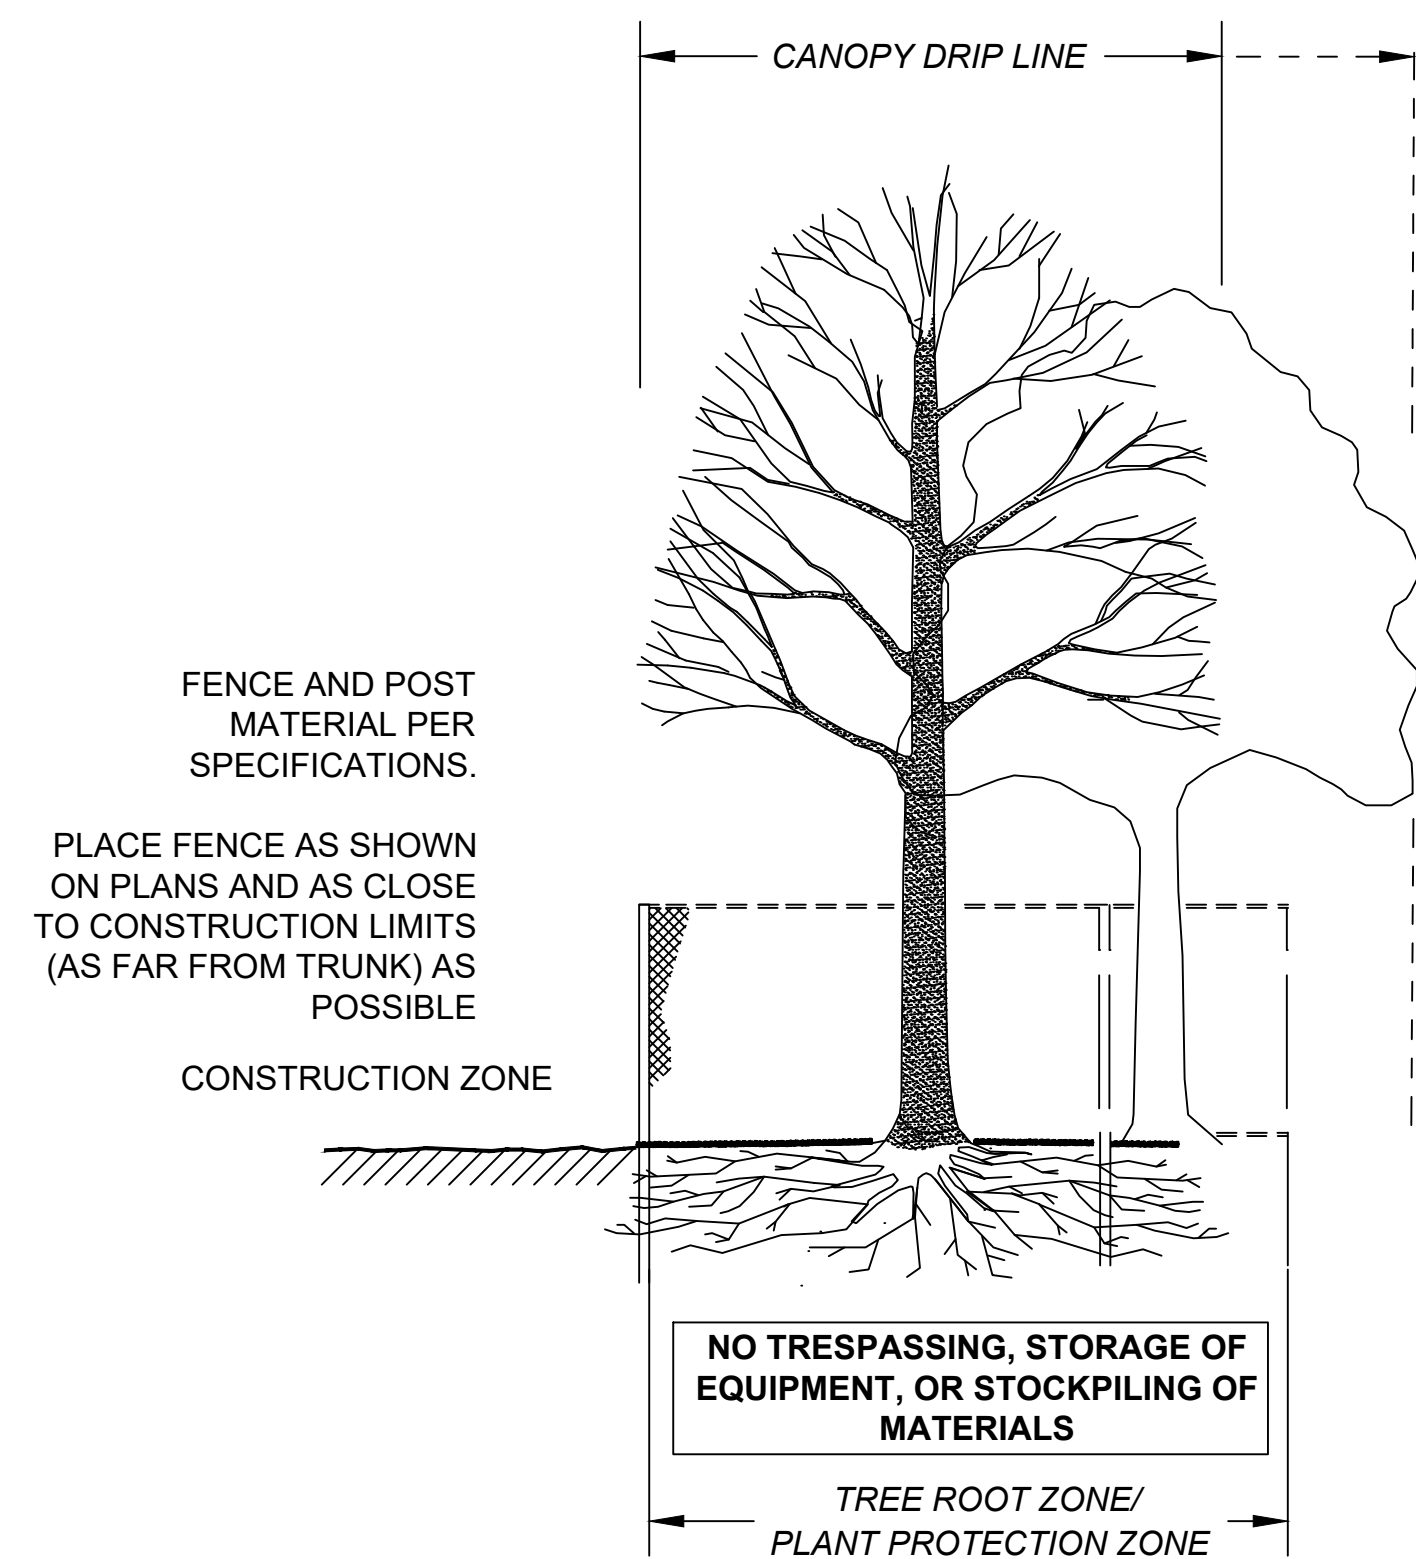 CANOPY DRIP LINE
FENCE AND POST
MATERIAL PER
SPECIFICATIONS.
PLACE FENCE AS SHOWN
ON PLANS AND AS CLOSE
TO CONSTRUCTION LIMITS
(AS FAR FROM TRUNK) AS
POSSIBLE
CONSTRUCTION ZONE
NO TRESPASSING, STORAGE OF
EQUIPMENT, OR STOCKPILING OF
MATERIALS
TREE ROOT ZONE/
PLANT PROTECTION ZONE